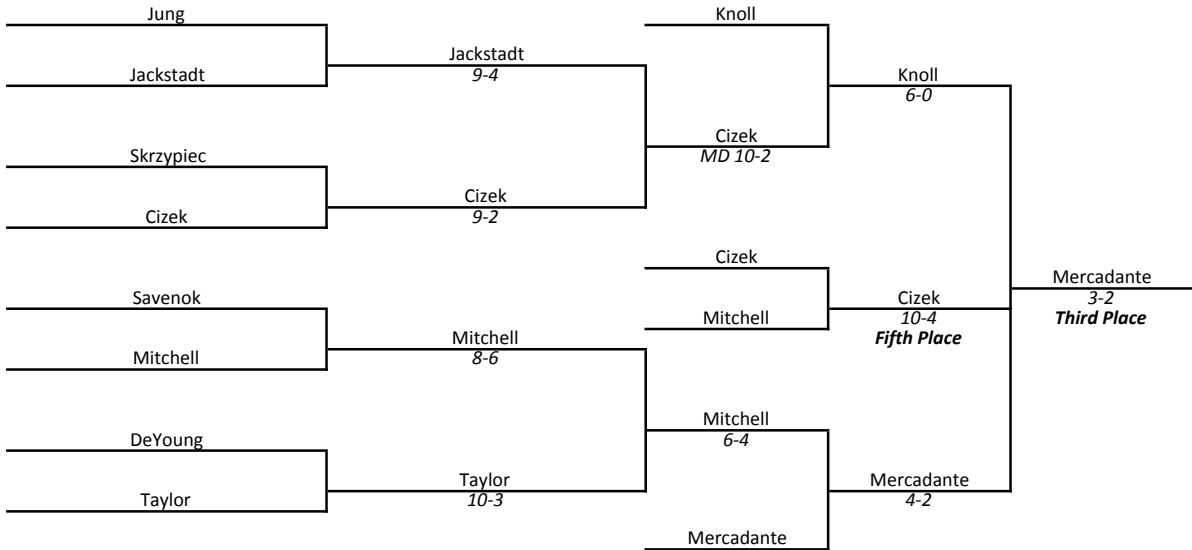 Jung
Knoll
Jackstadt
9-4
Jackstadt
Knoll
6-0
Cizek
MD 10-2
Skrzypiec
Cizek
9-2
Cizek
Cizek
Mercadante
3-2
Third Place
Savenok
Cizek
10-4
Fifth Place
Mitchell
Mitchell
8-6
Mitchell
Mitchell
6-4
DeYoung
Taylor
10-3
Mercadante
4-2
Taylor
Mercadante